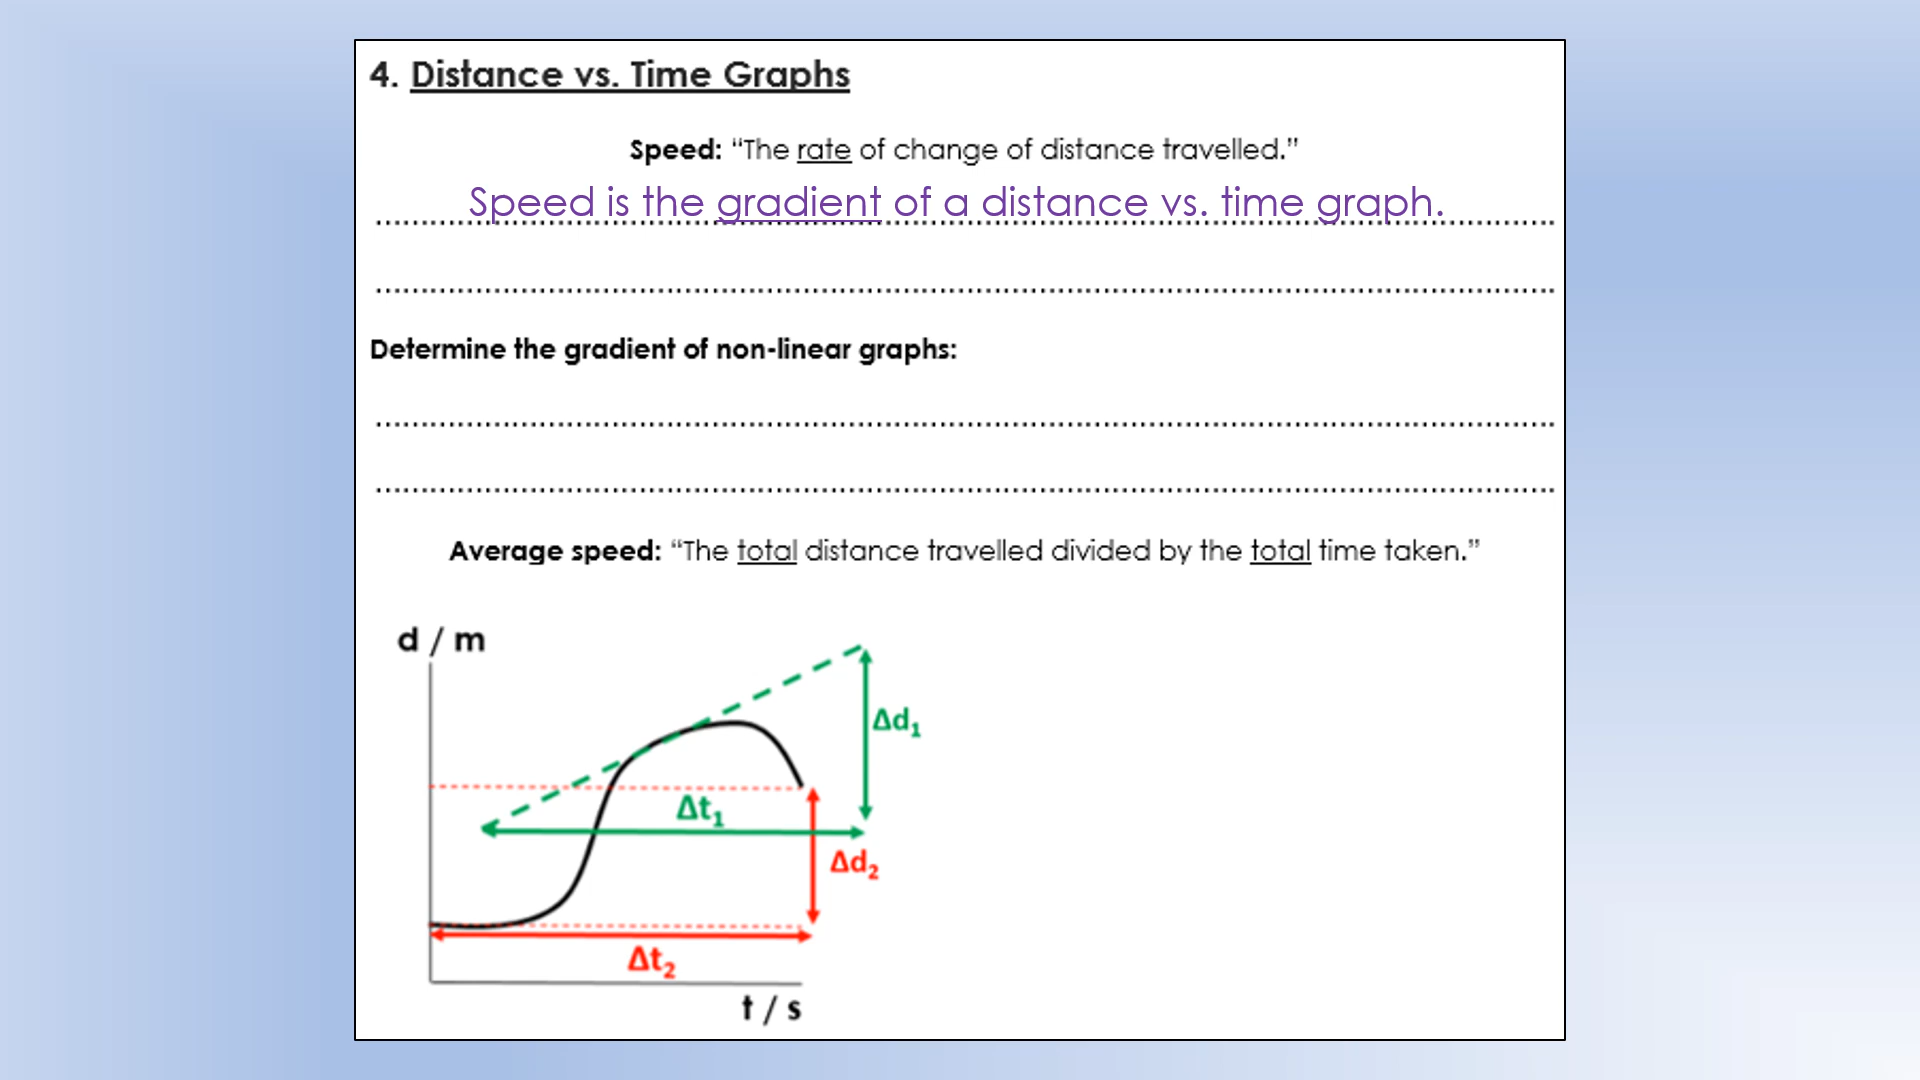 4. Distance vs. Time Graphs
Speed: “The rate of change of distance travelled.”
Speed is the gradient of a distance vs. time graph.
Determine the gradient of non-linear graphs:
Average speed: “The total distance travelled divided by the total time taken.”
d / m
Δd₁
Δt₁
Δd₂
Δt₂
t / s